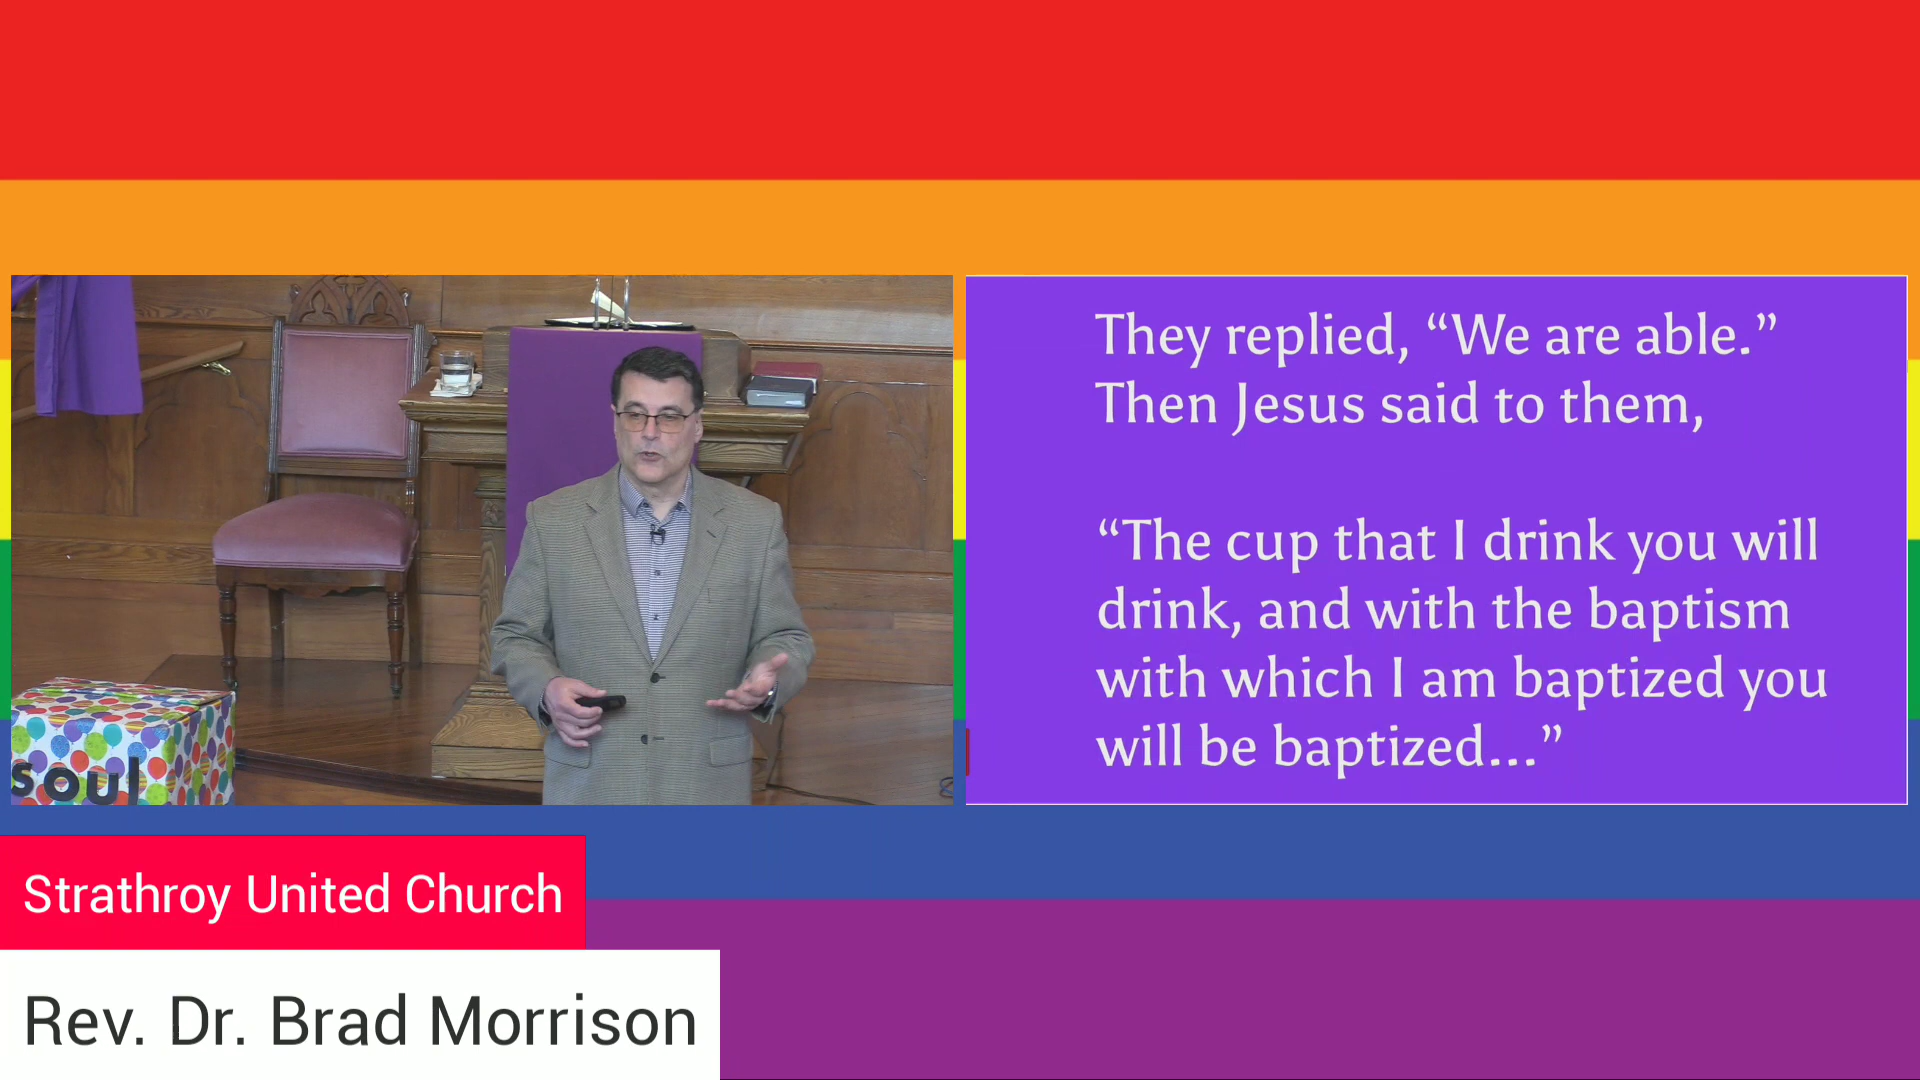 They replied, “We are able.”
Then Jesus said to them,
“The cup that I drink you will
drink, and with the baptism
with which I am baptized you
will be baptized...”
soul
Strathroy United Church
Rev. Dr. Brad Morrison